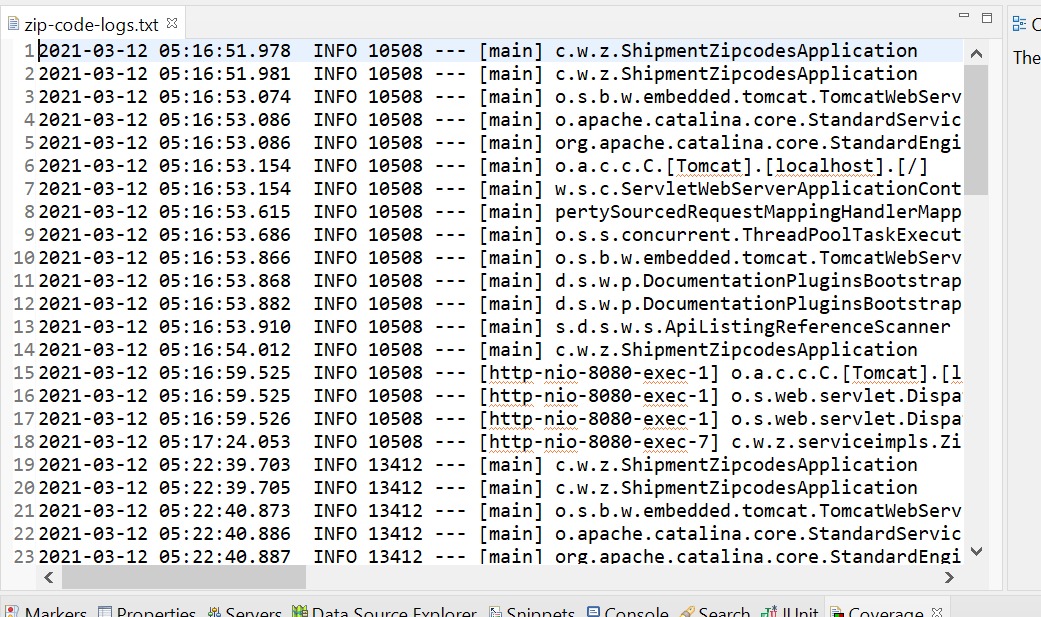 zip-code-logs.txt
The
1 2021-03-12 05:16:51.978  INFO 10508 --- [main] c.w.z.ShipmentZipcodesApplication
2 2021-03-12 05:16:51.981  INFO 10508 --- [main] c.w.z.ShipmentZipcodesApplication
3 2021-03-12 05:16:53.074  INFO 10508 --- [main] o.s.b.w.embedded.tomcat.TomcatWebServ
4 2021-03-12 05:16:53.086  INFO 10508 --- [main] o.apache.catalina.core.StandardServic
5 2021-03-12 05:16:53.086  INFO 10508 --- [main] org.apache.catalina.core.StandardEngi
6 2021-03-12 05:16:53.154  INFO 10508 --- [main] o.a.c.c.C.[Tomcat].[localhost].[/]
7 2021-03-12 05:16:53.154  INFO 10508 --- [main] w.s.c.ServletWebServerApplicationCont
8 2021-03-12 05:16:53.615  INFO 10508 --- [main] pertySourcedRequestMappingHandlerMapp
9 2021-03-12 05:16:53.686  INFO 10508 --- [main] o.s.s.concurrent.ThreadPoolTaskExecut
10 2021-03-12 05:16:53.866  INFO 10508 --- [main] o.s.b.w.embedded.tomcat.TomcatWebServ
11 2021-03-12 05:16:53.868  INFO 10508 --- [main] d.s.w.p.DocumentationPluginsBootstrap
12 2021-03-12 05:16:53.882  INFO 10508 --- [main] d.s.w.p.DocumentationPluginsBootstrap
13 2021-03-12 05:16:53.910  INFO 10508 --- [main] s.d.s.w.s.ApiListingReferenceScanner
14 2021-03-12 05:16:54.012  INFO 10508 --- [main] c.w.z.ShipmentZipcodesApplication
15 2021-03-12 05:16:59.525  INFO 10508 --- [http-nio-8080-exec-1] o.a.c.c.C.[Tomcat].[l
16 2021-03-12 05:16:59.525  INFO 10508 --- [http-nio-8080-exec-1] o.s.web.servlet.Dispa
17 2021-03-12 05:16:59.526  INFO 10508 --- [http-nio-8080-exec-1] o.s.web.servlet.Dispa
18 2021-03-12 05:17:24.053  INFO 10508 --- [http-nio-8080-exec-7] c.w.z.serviceimpls.Zi
19 2021-03-12 05:22:39.703  INFO 13412 --- [main] c.w.z.ShipmentZipcodesApplication
20 2021-03-12 05:22:39.705  INFO 13412 --- [main] c.w.z.ShipmentZipcodesApplication
21 2021-03-12 05:22:40.873  INFO 13412 --- [main] o.s.b.w.embedded.tomcat.TomcatWebServ
22 2021-03-12 05:22:40.886  INFO 13412 --- [main] o.apache.catalina.core.StandardServic
23 2021-03-12 05:22:40.887  INFO 13412 --- [main] org.apache.catalina.core.StandardEngi
Markers Properties Servers Data Source Explorer Snippets Console Search JUnit Coverage